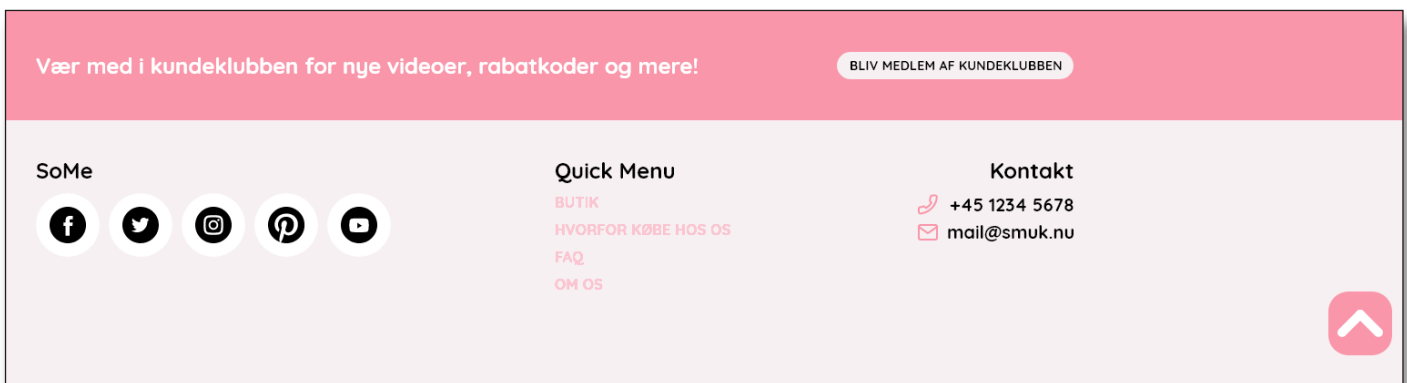 Vær med i kundeklubben for nye videoer, rabatkoder og mere!
BLIV MEDLEM AF KUNDEKLUBBEN
SoMe
Quick Menu
BUTIK
HVORFOR KØBE HOS OS
FAQ
OM OS
Kontakt
+45 1234 5678
mail@smuk.nu